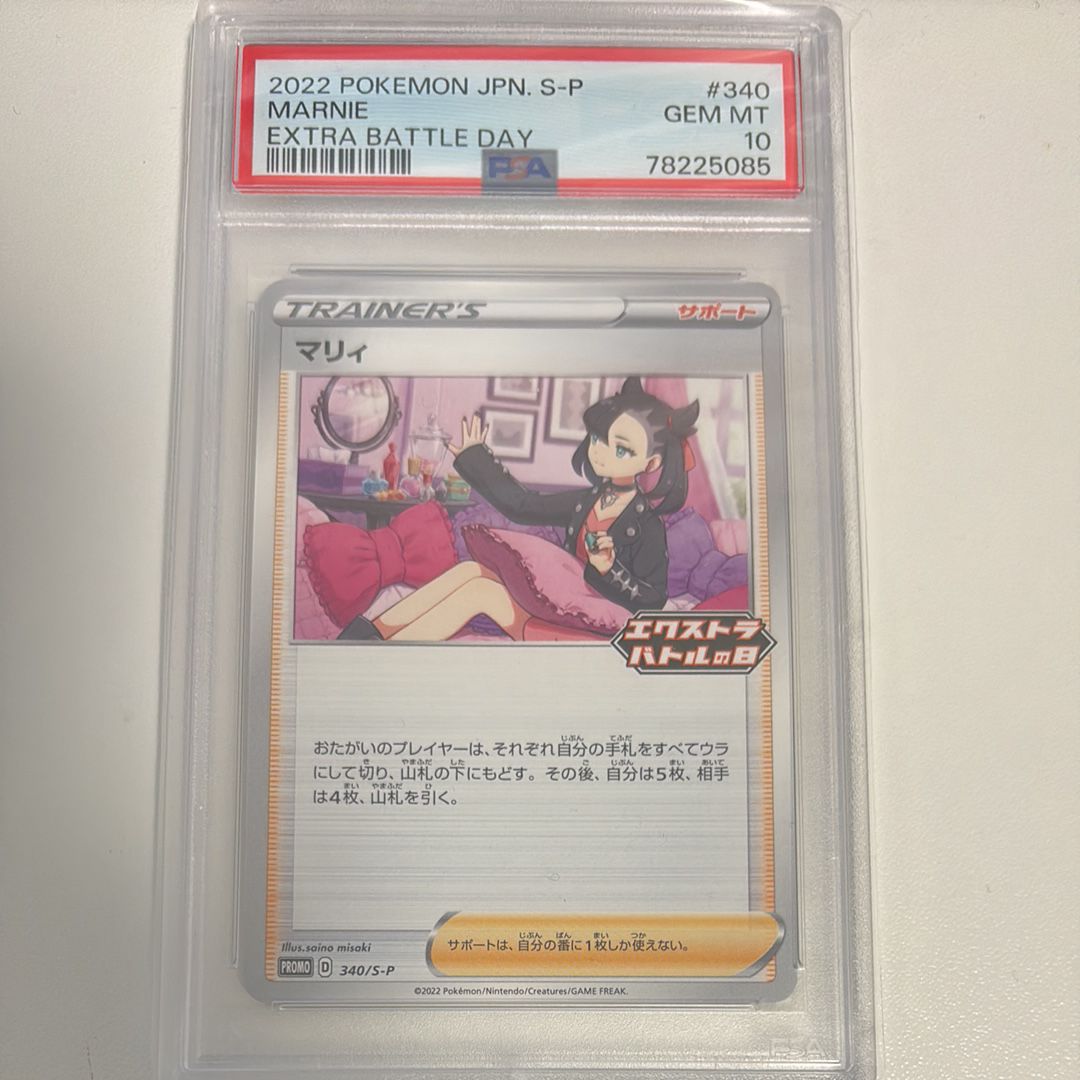 2022 POKEMON JPN. S-P #340
MARNIE GEM MT
EXTRA BATTLE DAY 10
PSA 78225085
TRAINER'S サポート
マリィ
エクストラ
バトルの日
おたがいのプレイヤーは、それぞれ自分の手札をすべてウラ
にして切り、山札の下にもどす。その後、自分は5枚、相手
は4枚、山札を引く。
Illus.saino misaki
サポートは、自分の番に1枚しか使えない。
PROMO D 340/S-P
©2022 Pokémon/Nintendo/Creatures/GAME FREAK.
PSA